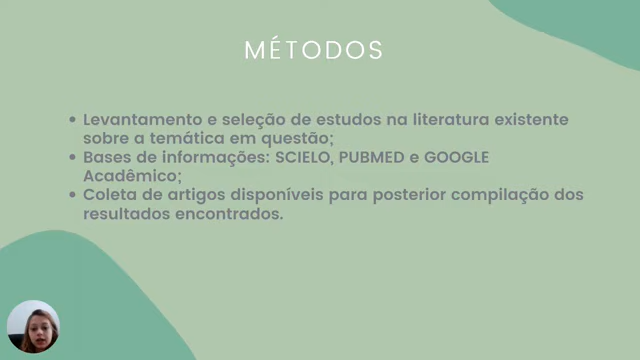 MÉTODOS
• Levantamento e seleção de estudos na literatura existente
sobre a temática em questão;
• Bases de informações: SCIELO, PUBMED e GOOGLE
Acadêmico;
• Coleta de artigos disponíveis para posterior compilação dos
resultados encontrados.